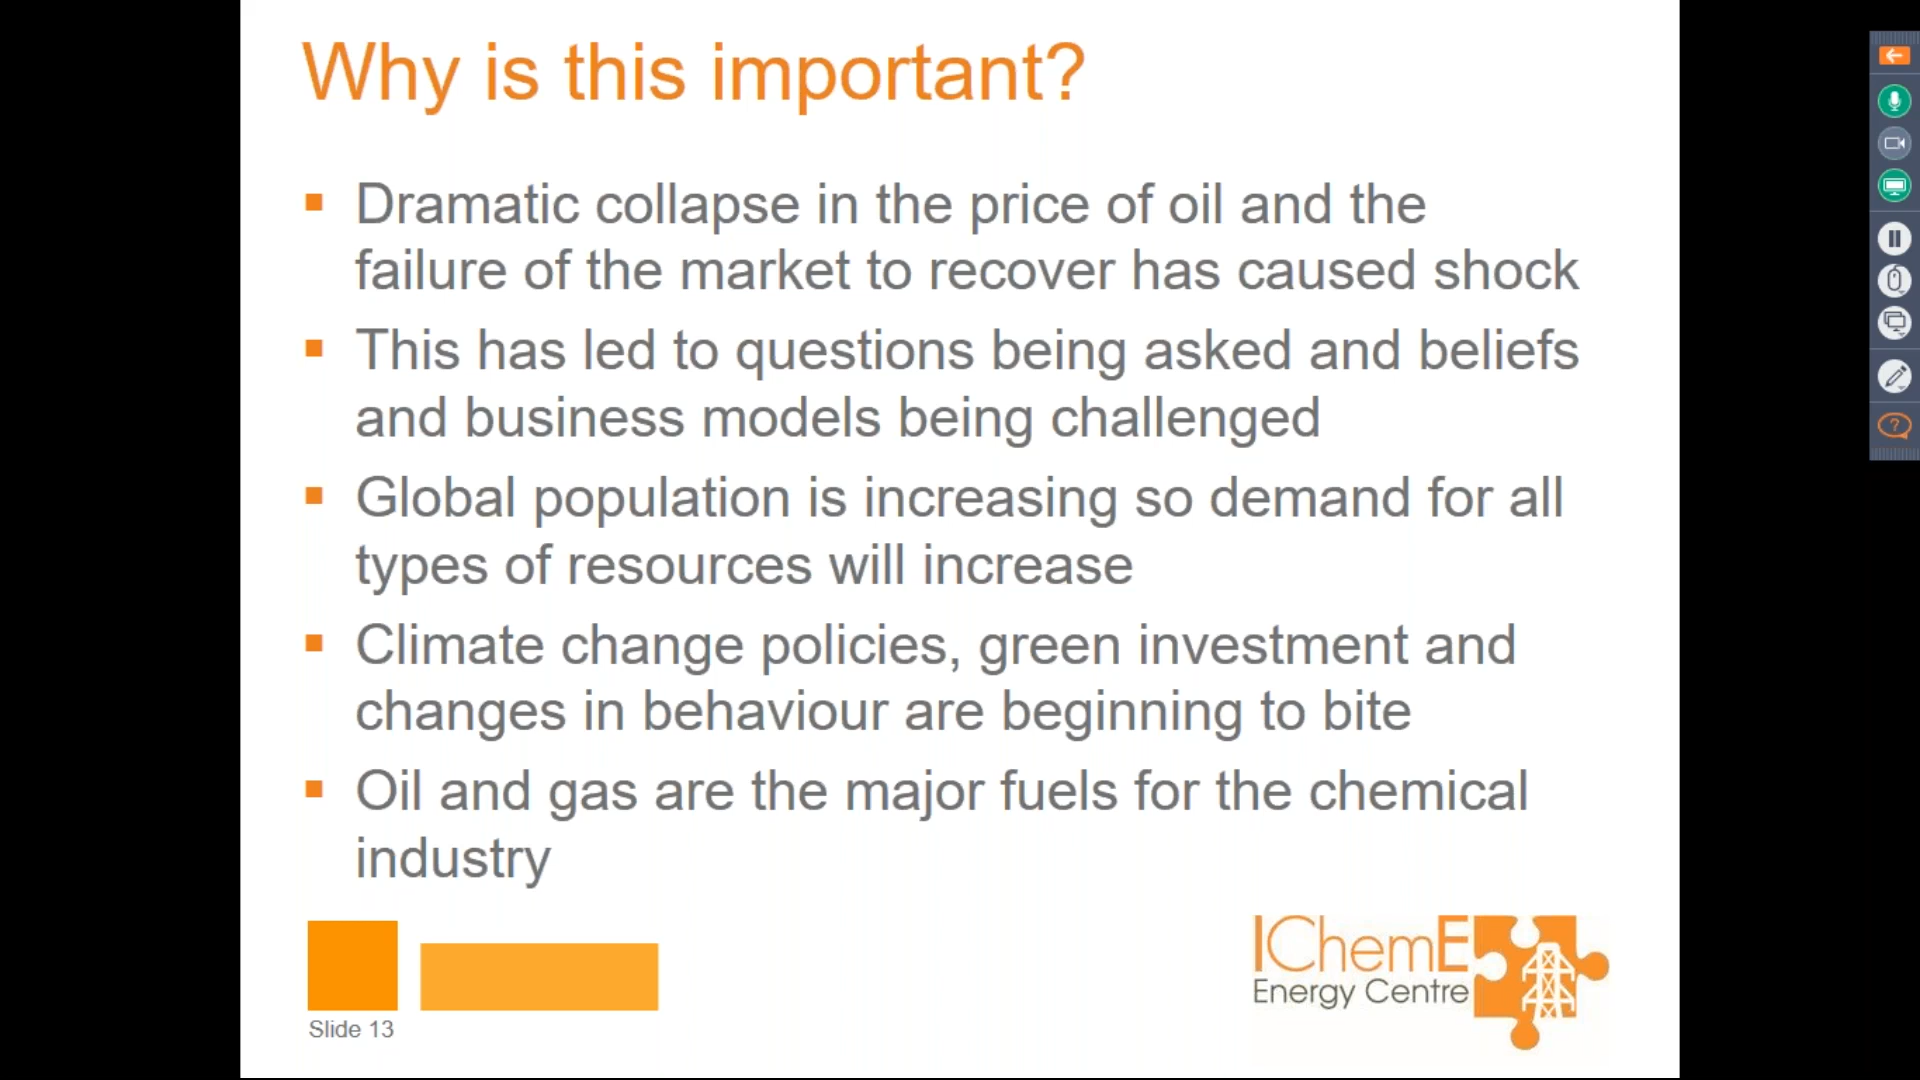 Why is this important?
Dramatic collapse in the price of oil and the
failure of the market to recover has caused shock
This has led to questions being asked and beliefs
and business models being challenged
Global population is increasing so demand for all
types of resources will increase
Climate change policies, green investment and
changes in behaviour are beginning to bite
Oil and gas are the major fuels for the chemical
industry
IChemE
Energy Centre
Slide 13